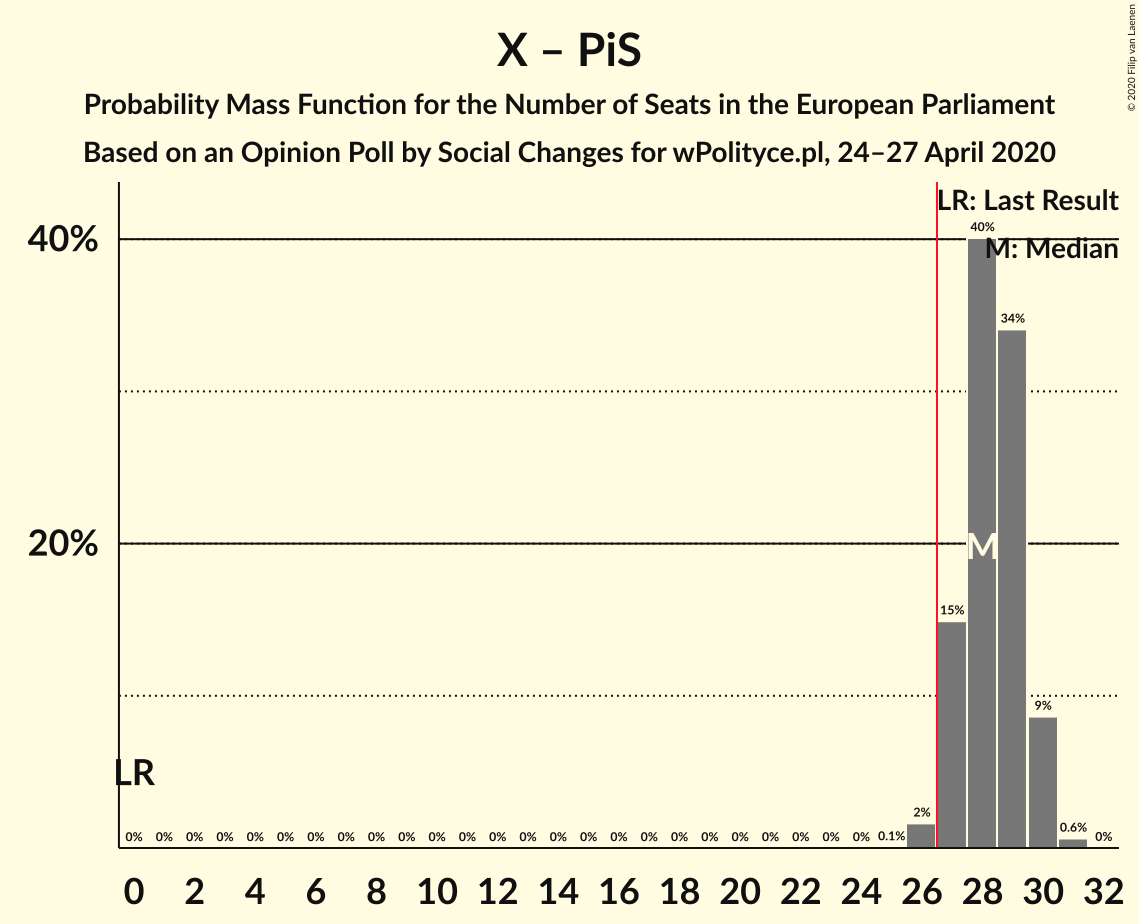 X – PiS
Probability Mass Function for the Number of Seats in the European Parliament
Based on an Opinion Poll by Social Changes for wPolityce.pl, 24–27 April 2020
© 2020 Filip van Laenen
LR: Last Result
M: Median
40%
20%
40%
34%
15%
9%
2%
0.6%
0.1%
M
LR
0% 0% 0% 0% 0% 0% 0% 0% 0% 0% 0% 0% 0% 0% 0% 0% 0% 0% 0% 0% 0% 0% 0% 0% 0% 0%
0 2 4 6 8 10 12 14 16 18 20 22 24 26 28 30 32